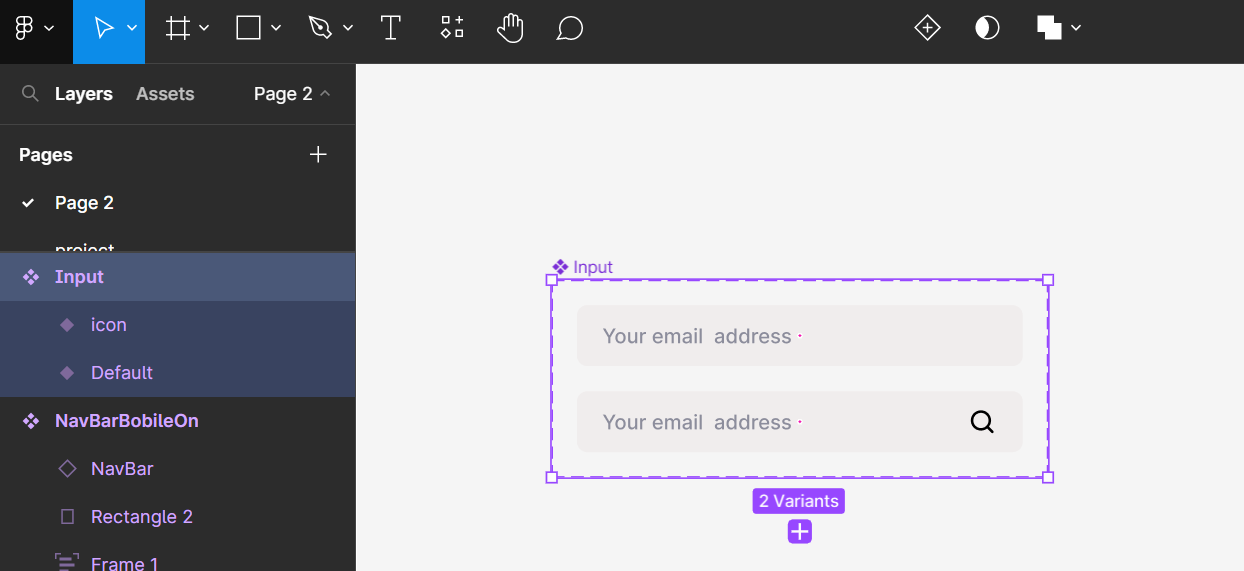 Layers Assets Page 2
Pages
Page 2
project
Input
icon
Default
NavBarBobileOn
NavBar
Rectangle 2
Frame 1
Input
Your email  address
Your email  address
2 Variants